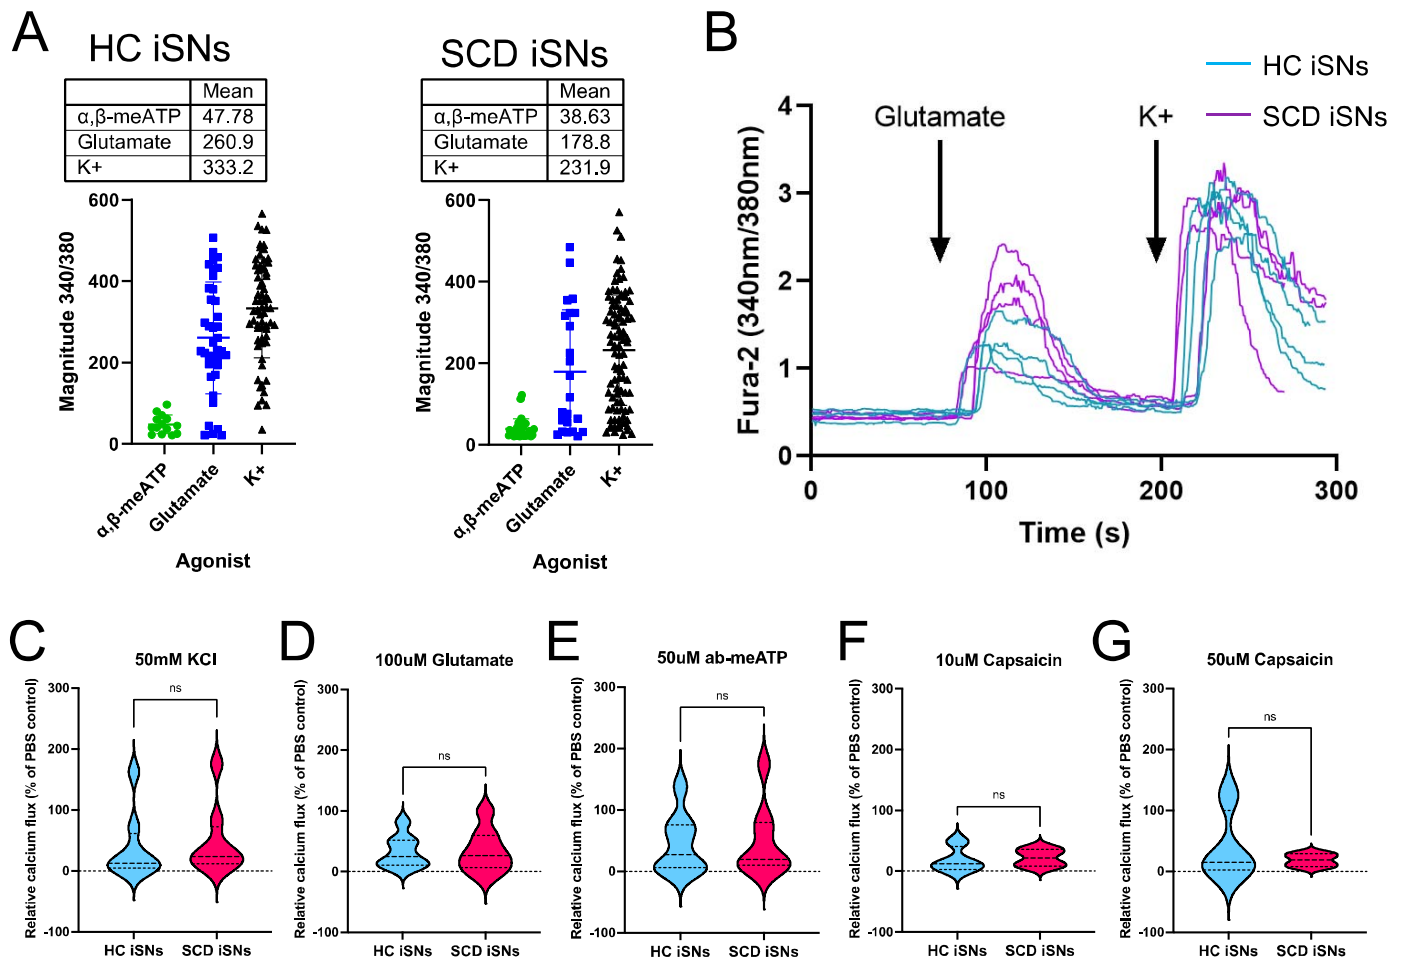 A
HC iSNs
Mean
α,β-meATP 47.78
Glutamate 260.9
K+ 333.2
600
400
200
0
Magnitude 340/380
α,β-meATP
Glutamate
K+
Agonist
SCD iSNs
Mean
α,β-meATP 38.63
Glutamate 178.8
K+ 231.9
600
400
200
0
Magnitude 340/380
α,β-meATP
Glutamate
K+
Agonist
B
HC iSNs
SCD iSNs
Glutamate
K+
4
3
2
1
0
Fura-2 (340nm/380nm)
0 100 200 300
Time (s)
C
50mM KCl
ns
300
200
100
0
-100
Relative calcium flux (% of PBS control)
HC iSNs SCD iSNs
D
100uM Glutamate
ns
300
200
100
0
-100
Relative calcium flux (% of PBS control)
HC iSNs SCD iSNs
E
50uM ab-meATP
ns
300
200
100
0
-100
Relative calcium flux (% of PBS control)
HC iSNs SCD iSNs
F
10uM Capsaicin
ns
300
200
100
0
-100
Relative calcium flux (% of PBS control)
HC iSNs SCD iSNs
G
50uM Capsaicin
ns
300
200
100
0
-100
Relative calcium flux (% of PBS control)
HC iSNs SCD iSNs